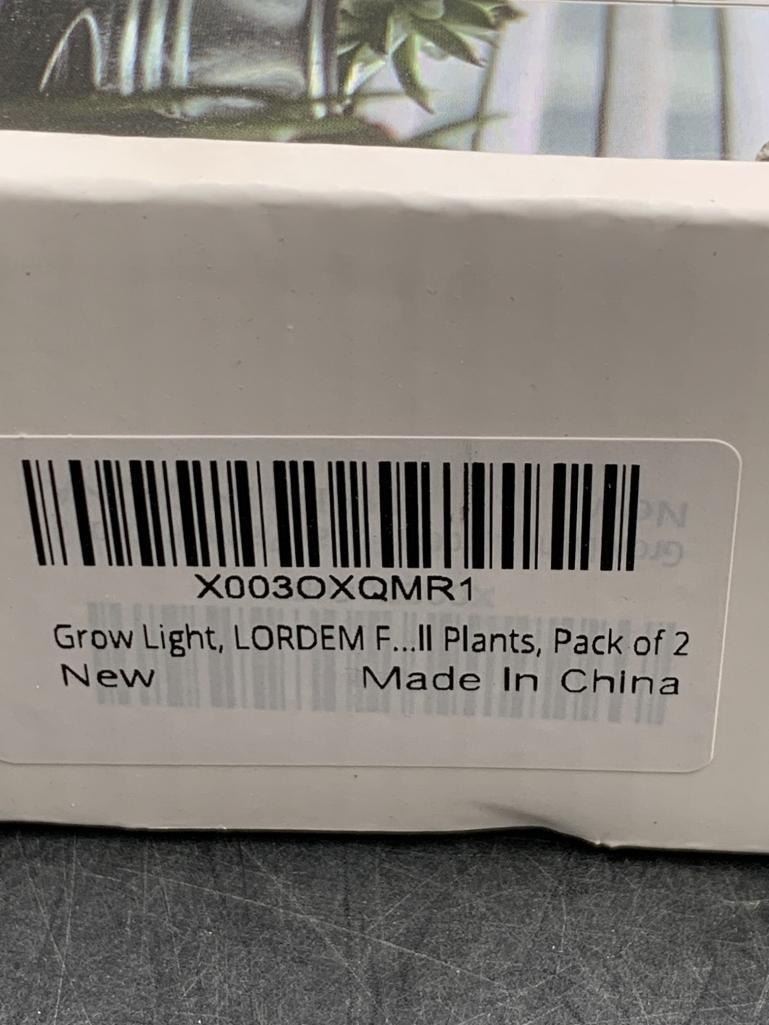 X003OXQMR1
Grow Light, LORDEM F...ll Plants, Pack of 2
New Made In China